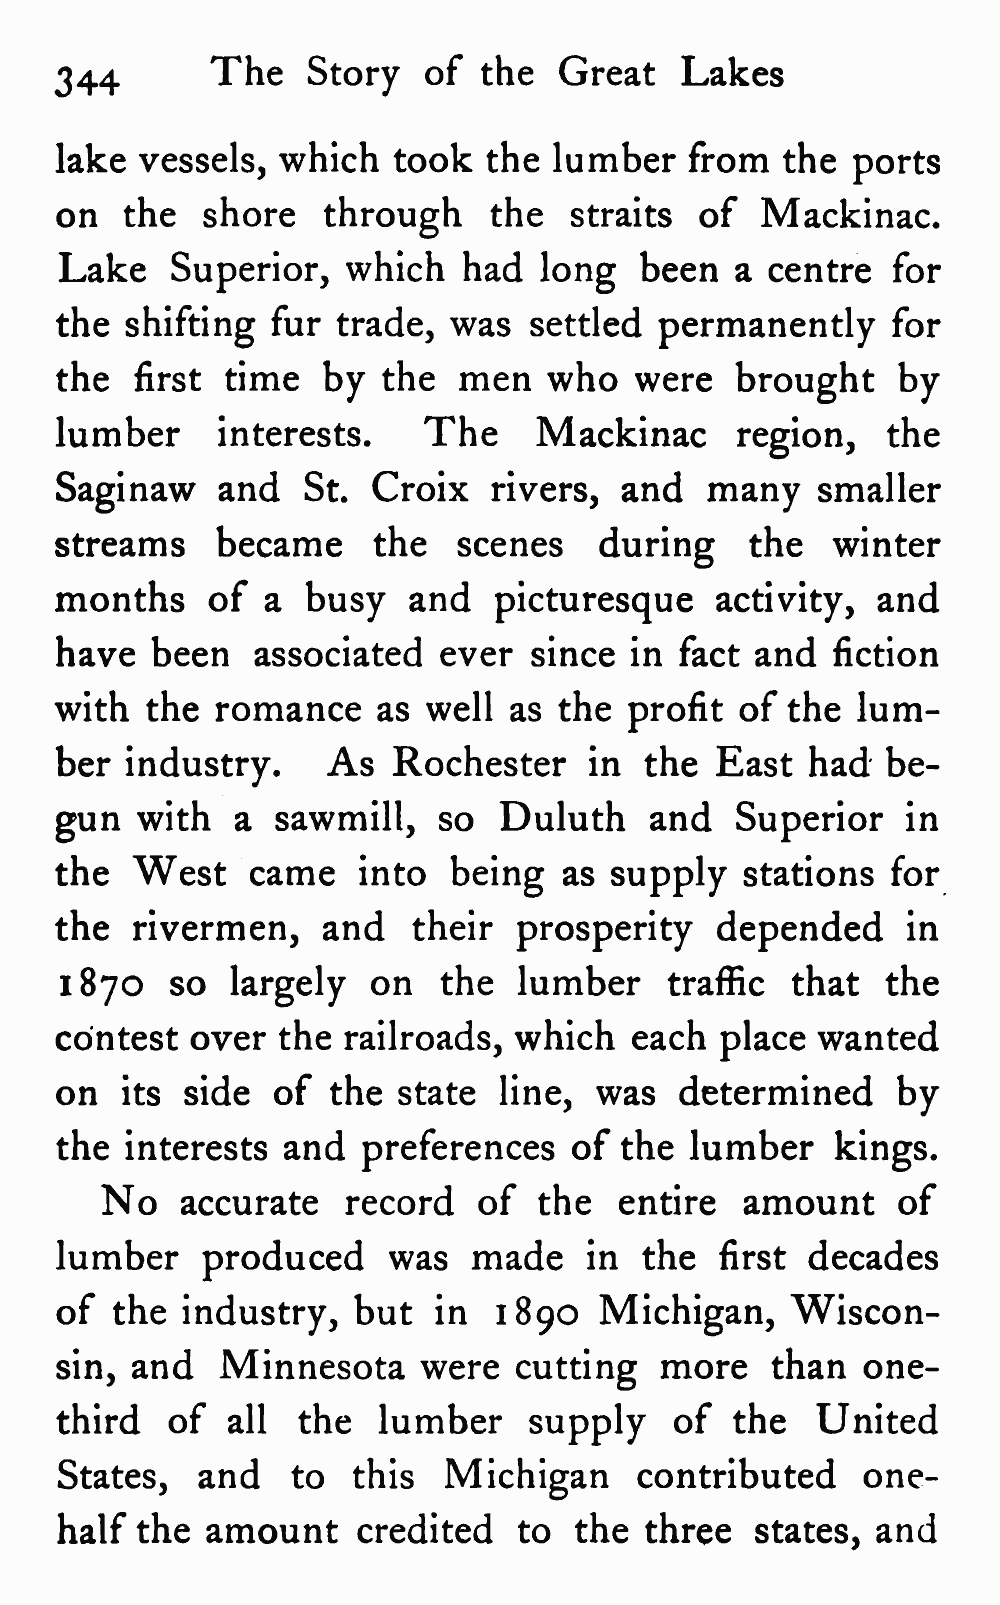 344 The Story of the Great Lakes
lake vessels, which took the lumber from the ports
on the shore through the straits of Mackinac.
Lake Superior, which had long been a centre for
the shifting fur trade, was settled permanently for
the first time by the men who were brought by
lumber interests. The Mackinac region, the
Saginaw and St. Croix rivers, and many smaller
streams became the scenes during the winter
months of a busy and picturesque activity, and
have been associated ever since in fact and fiction
with the romance as well as the profit of the lum-
ber industry. As Rochester in the East had be-
gun with a sawmill, so Duluth and Superior in
the West came into being as supply stations for
the rivermen, and their prosperity depended in
1870 so largely on the lumber traffic that the
contest over the railroads, which each place wanted
on its side of the state line, was determined by
the interests and preferences of the lumber kings.
No accurate record of the entire amount of
lumber produced was made in the first decades
of the industry, but in 1890 Michigan, Wiscon-
sin, and Minnesota were cutting more than one-
third of all the lumber supply of the United
States, and to this Michigan contributed one-
half the amount credited to the three states, and